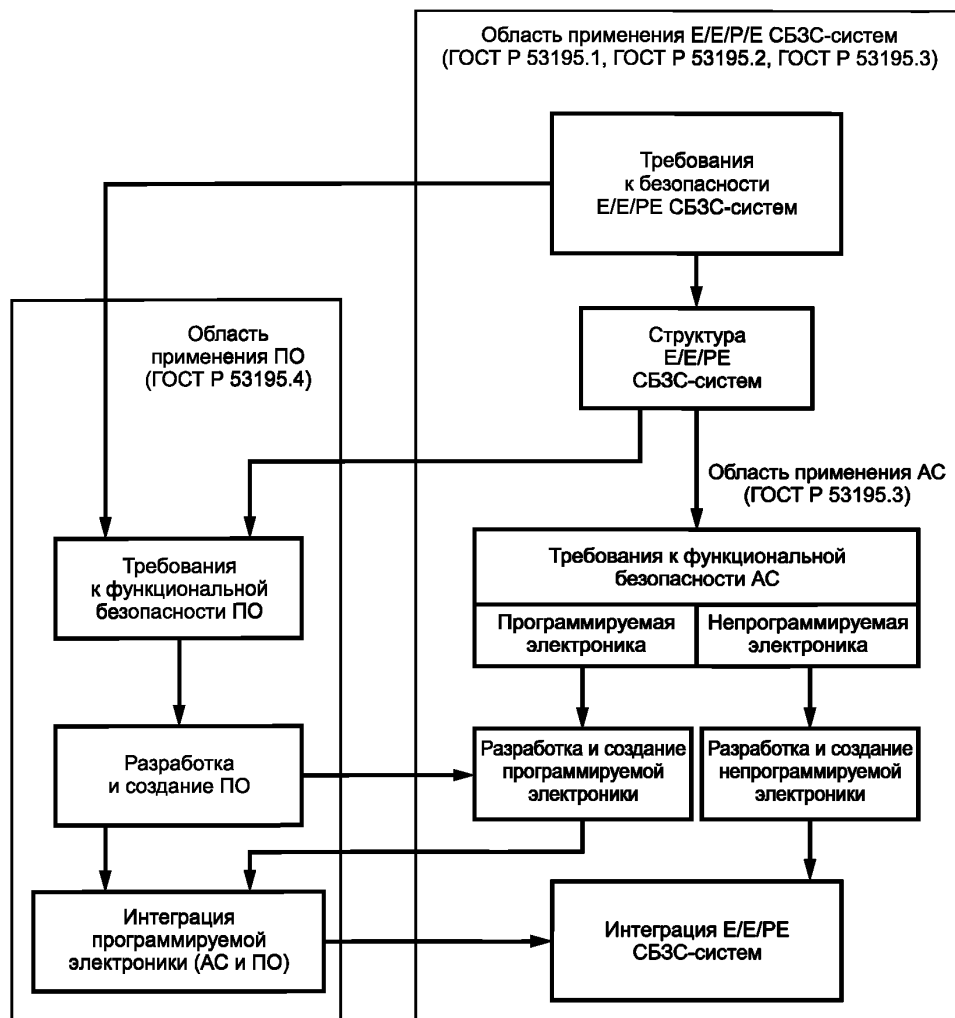 Область применения E/E/P/E СБЗС-систем
(ГОСТ Р 53195.1, ГОСТ Р 53195.2, ГОСТ Р 53195.3)
Требования
к безопасности
E/E/PE СБЗС-систем
Структура
E/E/PE
СБЗС-систем
Область
применения ПО
(ГОСТ Р 53195.4)
Область применения АС
(ГОСТ Р 53195.3)
Требования
к функциональной
безопасности ПО
Требования к функциональной
безопасности АС
Программируемая
электроника
Непрограммируемая
электроника
Разработка
и создание ПО
Разработка и создание
программируемой
электроники
Разработка и создание
непрограммируемой
электроники
Интеграция
программируемой
электроники (АС и ПО)
Интеграция E/E/PE
СБЗС-систем